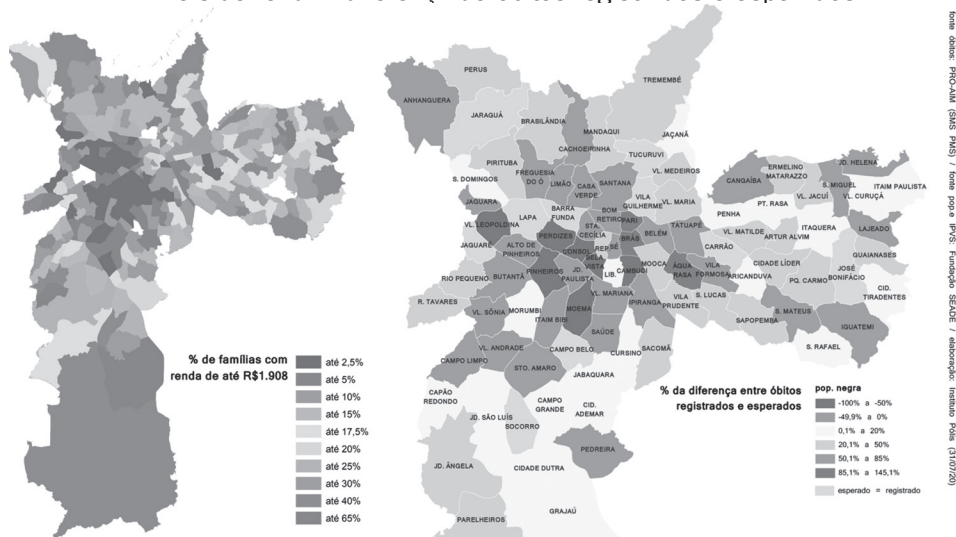 % de famílias com
renda de até R$1.908
até 2,5%
até 5%
até 10%
até 15%
até 17,5%
até 20%
até 25%
até 30%
até 40%
até 65%
PERUS
TREMEMBÉ
ANHANGUERA
JARAGUÁ
BRASILÂNDIA
JAÇANÃ
MANDAQUI
CACHOEIRINHA
TUCURUVI
PIRITUBA
VL. MEDEIROS
FREGUESIA
DO Ó
S. DOMINGOS
LIMÃO
CASA
VERDE
SANTANA
VILA
GUILHERME
VL. MARIA
CANGAÍBA
ERMELINO
MATARAZZO
JD. HELENA
S. MIGUEL
ITAIM PAULISTA
VL. JACUÍ
VL. CURUÇÁ
JAGUARA
BARRA
FUNDA
BOM
RETIRO
PARI
PENHA
PT. RASA
VL. LEOPOLDINA
LAPA
STA.
CECÍLIA
BELÉM
TATUAPÉ
VL. MATILDE
ARTUR ALVIM
ITAQUERA
LAJEADO
JAGUARÉ
ALTO DE
PINHEIROS
PERDIZES
CONSOL.
REP.
SÉ
BRÁS
CARRÃO
GUAIANASES
BELA
VISTA
MOOCA
ÁGUA
RASA
VILA
FORMOSA
CIDADE LÍDER
JOSÉ
BONIFÁCIO
RIO PEQUENO
BUTANTÃ
PINHEIROS
JD.
PAULISTA
LIB.
CAMBUCI
ARICANDUVA
PQ. CARMO
CID.
TIRADENTES
R. TAVARES
VL. MARIANA
IPIRANGA
VILA
PRUDENTE
S. LUCAS
VL. SÔNIA
MORUMBI
ITAIM BIBI
MOEMA
SAPOPEMBA
S. MATEUS
IGUATEMI
SAÚDE
S. RAFAEL
VL. ANDRADE
CAMPO BELO
CURSINO
SACOMÃ
CAMPO LIMPO
STO. AMARO
JABAQUARA
CAPÃO
REDONDO
CAMPO
GRANDE
CID.
ADEMAR
JD. SÃO LUÍS
SOCORRO
PEDREIRA
JD. ÂNGELA
CIDADE DUTRA
GRAJAÚ
PARELHEIROS
% da diferença entre óbitos
registrados e esperados
pop. negra
-100% a -50%
-49,9% a 0%
0,1% a 20%
20,1% a 50%
50,1% a 85%
85,1% a 145,1%
esperado = registrado
fonte óbitos: PRO-AIM (SMS PMS) / fonte pop.e IPVS: Fundação SEADE / elaboração: Instituto Pólis (31/07/20)